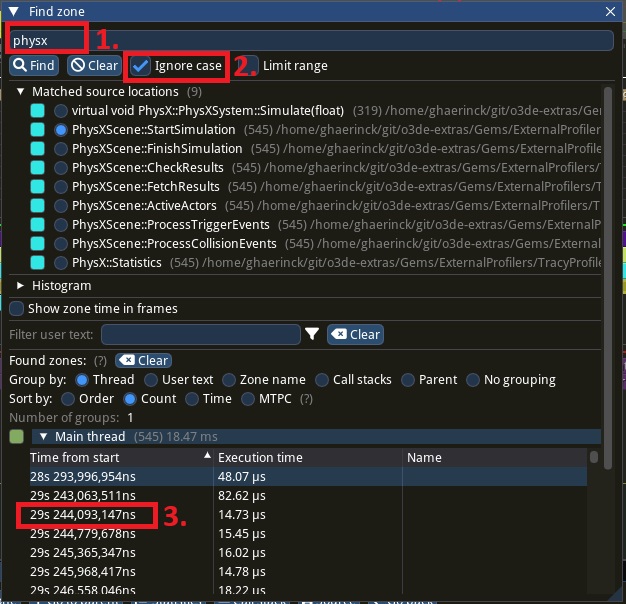 Find zone
physx 1.
Find Clear Ignore case 2. Limit range
Matched source locations (9)
virtual void PhysX::PhysXSystem::Simulate(float) (319) /home/ghaerinck/git/o3de-extras/Gems/Exter
PhysXScene::StartSimulation (545) /home/ghaerinck/git/o3de-extras/Gems/ExternalProfiler
PhysXScene::FinishSimulation (545) /home/ghaerinck/git/o3de-extras/Gems/ExternalProfile
PhysXScene::CheckResults (545) /home/ghaerinck/git/o3de-extras/Gems/ExternalProfilers/
PhysXScene::FetchResults (545) /home/ghaerinck/git/o3de-extras/Gems/ExternalProfilers/T
PhysXScene::ActiveActors (545) /home/ghaerinck/git/o3de-extras/Gems/ExternalProfilers/T
PhysXScene::ProcessTriggerEvents (545) /home/ghaerinck/git/o3de-extras/Gems/ExternalPr
PhysXScene::ProcessCollisionEvents (545) /home/ghaerinck/git/o3de-extras/Gems/External
PhysX::Statistics (545) /home/ghaerinck/git/o3de-extras/Gems/ExternalProfilers/TracyProfile
Histogram
Show zone time in frames
Filter user text: Clear
Found zones: (?) Clear
Group by: Thread User text Zone name Call stacks Parent No grouping
Sort by: Order Count Time MTPC (?)
Number of groups: 1
Main thread (545) 18.47 ms
Time from start Execution time Name
28s 293,996,954ns 48.07 µs
29s 243,063,511ns 82.62 µs
29s 244,093,147ns 3. 14.73 µs
29s 244,779,678ns 15.45 µs
29s 245,365,347ns 16.02 µs
29s 245,968,417ns 14.78 µs
29s 246,558,046ns 18.22 µs